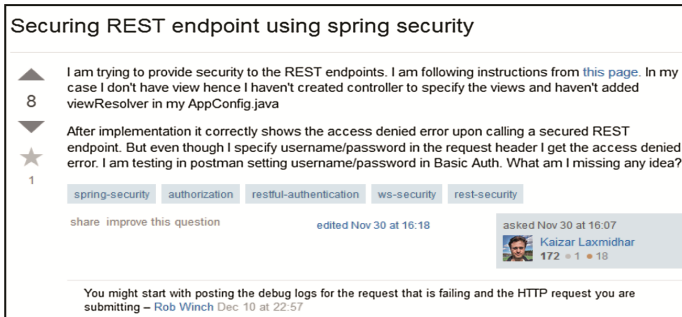 Securing REST endpoint using spring security
I am trying to provide security to the REST endpoints. I am following instructions from this page. In my
8
case I don't have view hence I haven't created controller to specify the views and haven't added
viewResolver in my AppConfig.java
After implementation it correctly shows the access denied error upon calling a secured REST
endpoint. But even though I specify username/password in the request header I get the access denied
error. I am testing in postman setting username/password in Basic Auth. What am I missing any idea?
1
spring-security authorization restful-authentication ws-security rest-security
share improve this question
edited Nov 30 at 16:18
asked Nov 30 at 16:07
Kaizar Laxmidhar
172 1 18
You might start with posting the debug logs for the request that is failing and the HTTP request you are
submitting – Rob Winch Dec 10 at 22:57